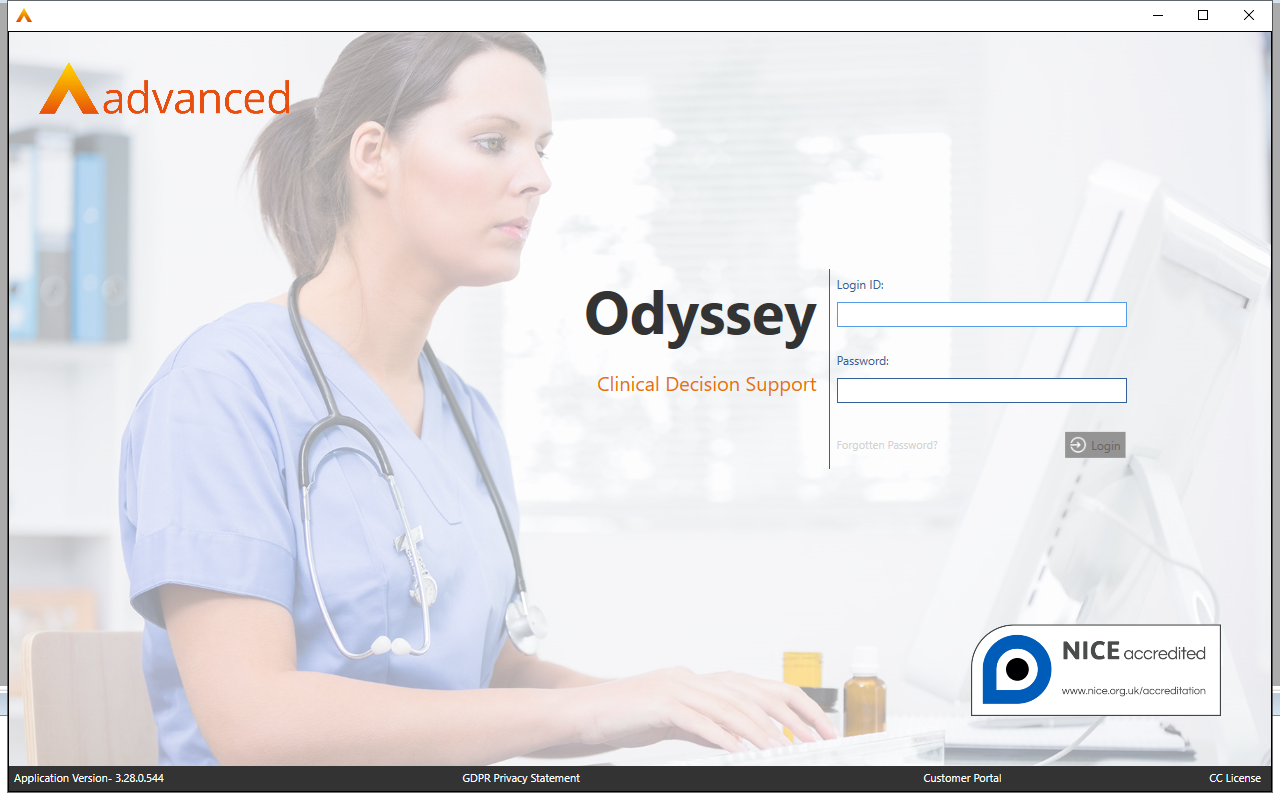 advanced
Odyssey
Clinical Decision Support
Login ID:
Password:
Forgotten Password?
Login
NICE accredited
www.nice.org.uk/accreditation
Application Version- 3.28.0.544
GDPR Privacy Statement
Customer Portal
CC License